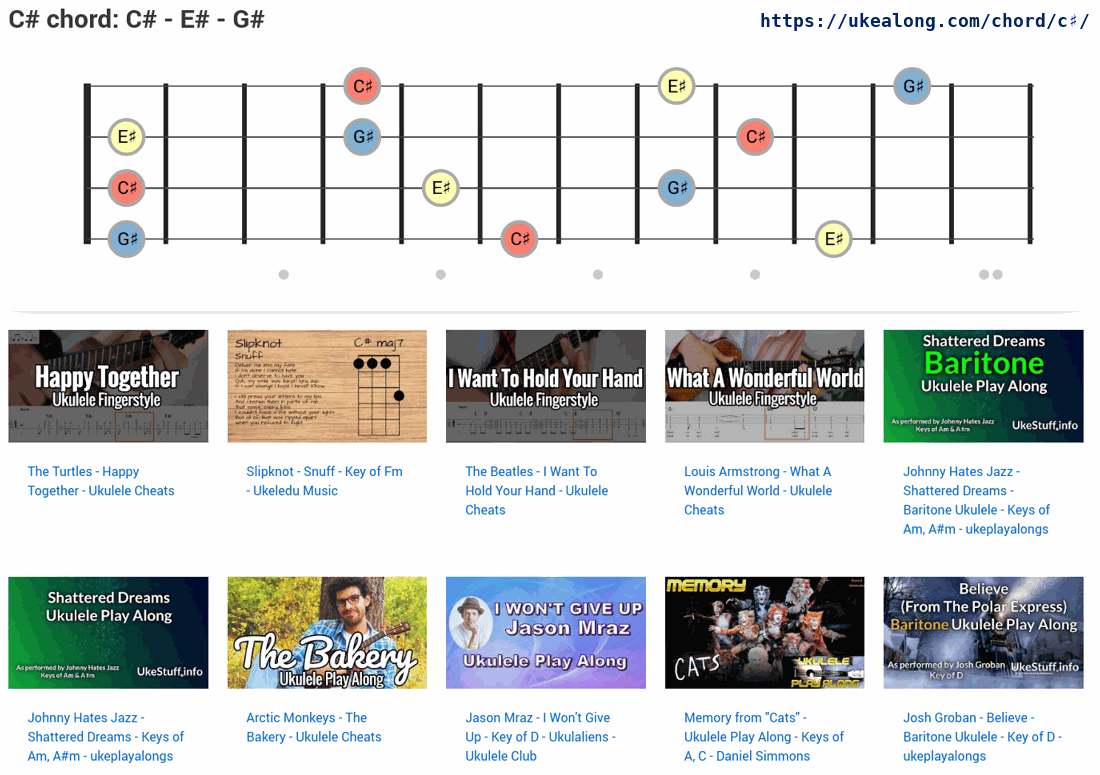 C# chord: C# - E# - G#
https://ukealong.com/chord/c♯/
C♯ E♯ G♯
E♯ G♯ C♯
C♯ E♯ G♯
G♯ C♯ E♯
Happy Together
Ukulele Fingerstyle
Slipknot C# maj7
Snuff
I Want To Hold Your Hand
Ukulele Fingerstyle
What A Wonderful World
Ukulele Fingerstyle
Shattered Dreams
Baritone
Ukulele Play Along
As performed by Johnny Hates Jazz
Keys of Am & A#m
UkeStuff.info
The Turtles - Happy
Together - Ukulele Cheats
Slipknot - Snuff - Key of Fm
- Ukeledu Music
The Beatles - I Want To
Hold Your Hand - Ukulele
Cheats
Louis Armstrong - What A
Wonderful World - Ukulele
Cheats
Johnny Hates Jazz -
Shattered Dreams -
Baritone Ukulele - Keys of
Am, A#m - ukeplayalongs
Shattered Dreams
Ukulele Play Along
As performed by Johnny Hates Jazz
Keys of Am & A#m
UkeStuff.info
The Bakery
Ukulele Play Along
I WON'T GIVE UP
Jason Mraz
Ukulele Play Along
MEMORY
CATS
UKULELE
PLAY ALONG
Believe
(From The Polar Express)
Baritone Ukulele Play Along
As performed by Josh Groban
Key of D
UkeStuff.info
Johnny Hates Jazz -
Shattered Dreams - Keys of
Am, A#m - ukeplayalongs
Arctic Monkeys - The
Bakery - Ukulele Cheats
Jason Mraz - I Won't Give
Up - Key of D - Ukulaliens -
Ukulele Club
Memory from "Cats" -
Ukulele Play Along - Keys of
A, C - Daniel Simmons
Josh Groban - Believe -
Baritone Ukulele - Key of D -
ukeplayalongs